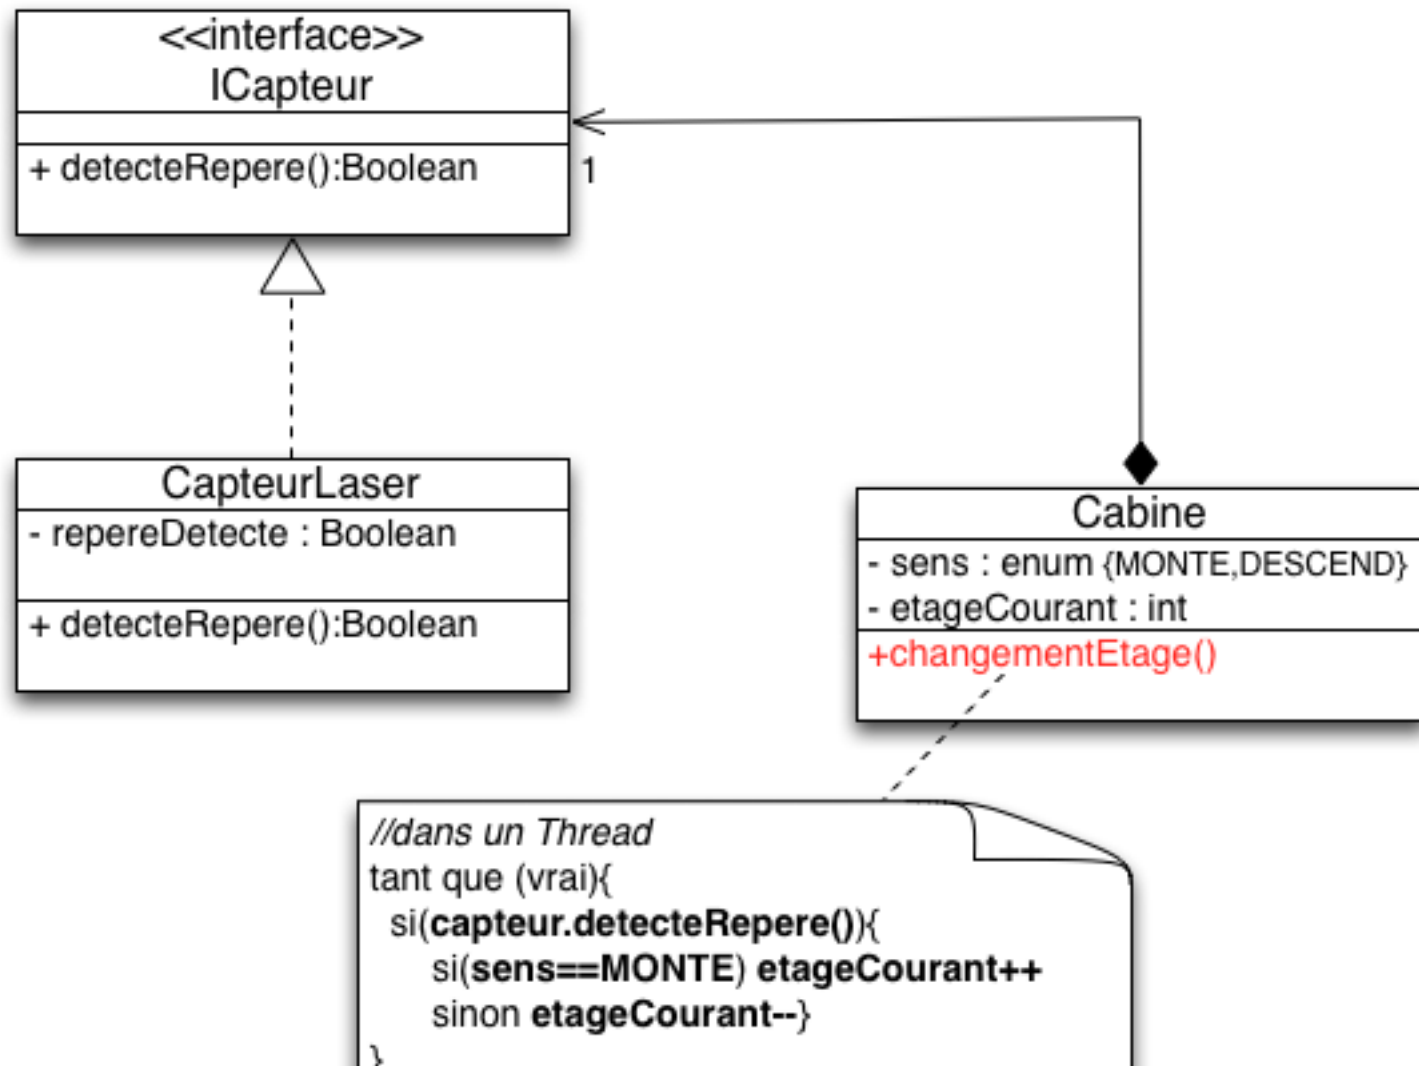 <<interface>>
ICapteur
+ detecteRepere():Boolean
1
CapteurLaser
- repereDetecte : Boolean
+ detecteRepere():Boolean
Cabine
- sens : enum {MONTE,DESCEND}
- etageCourant : int
+changementEtage()
//dans un Thread
tant que (vrai){
si(capteur.detecteRepere()){
si(sens==MONTE) etageCourant++
sinon etageCourant--}
}